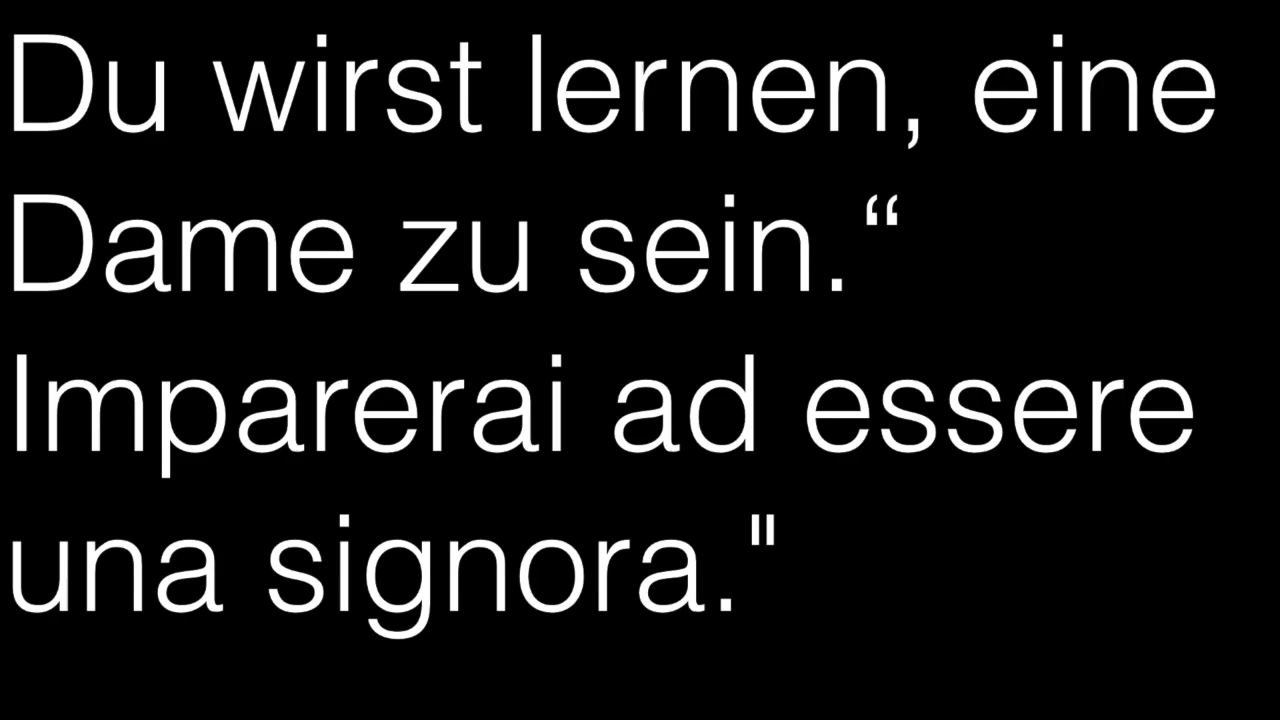 Du wirst lernen, eine
Dame zu sein.“
Imparerai ad essere
una signora."